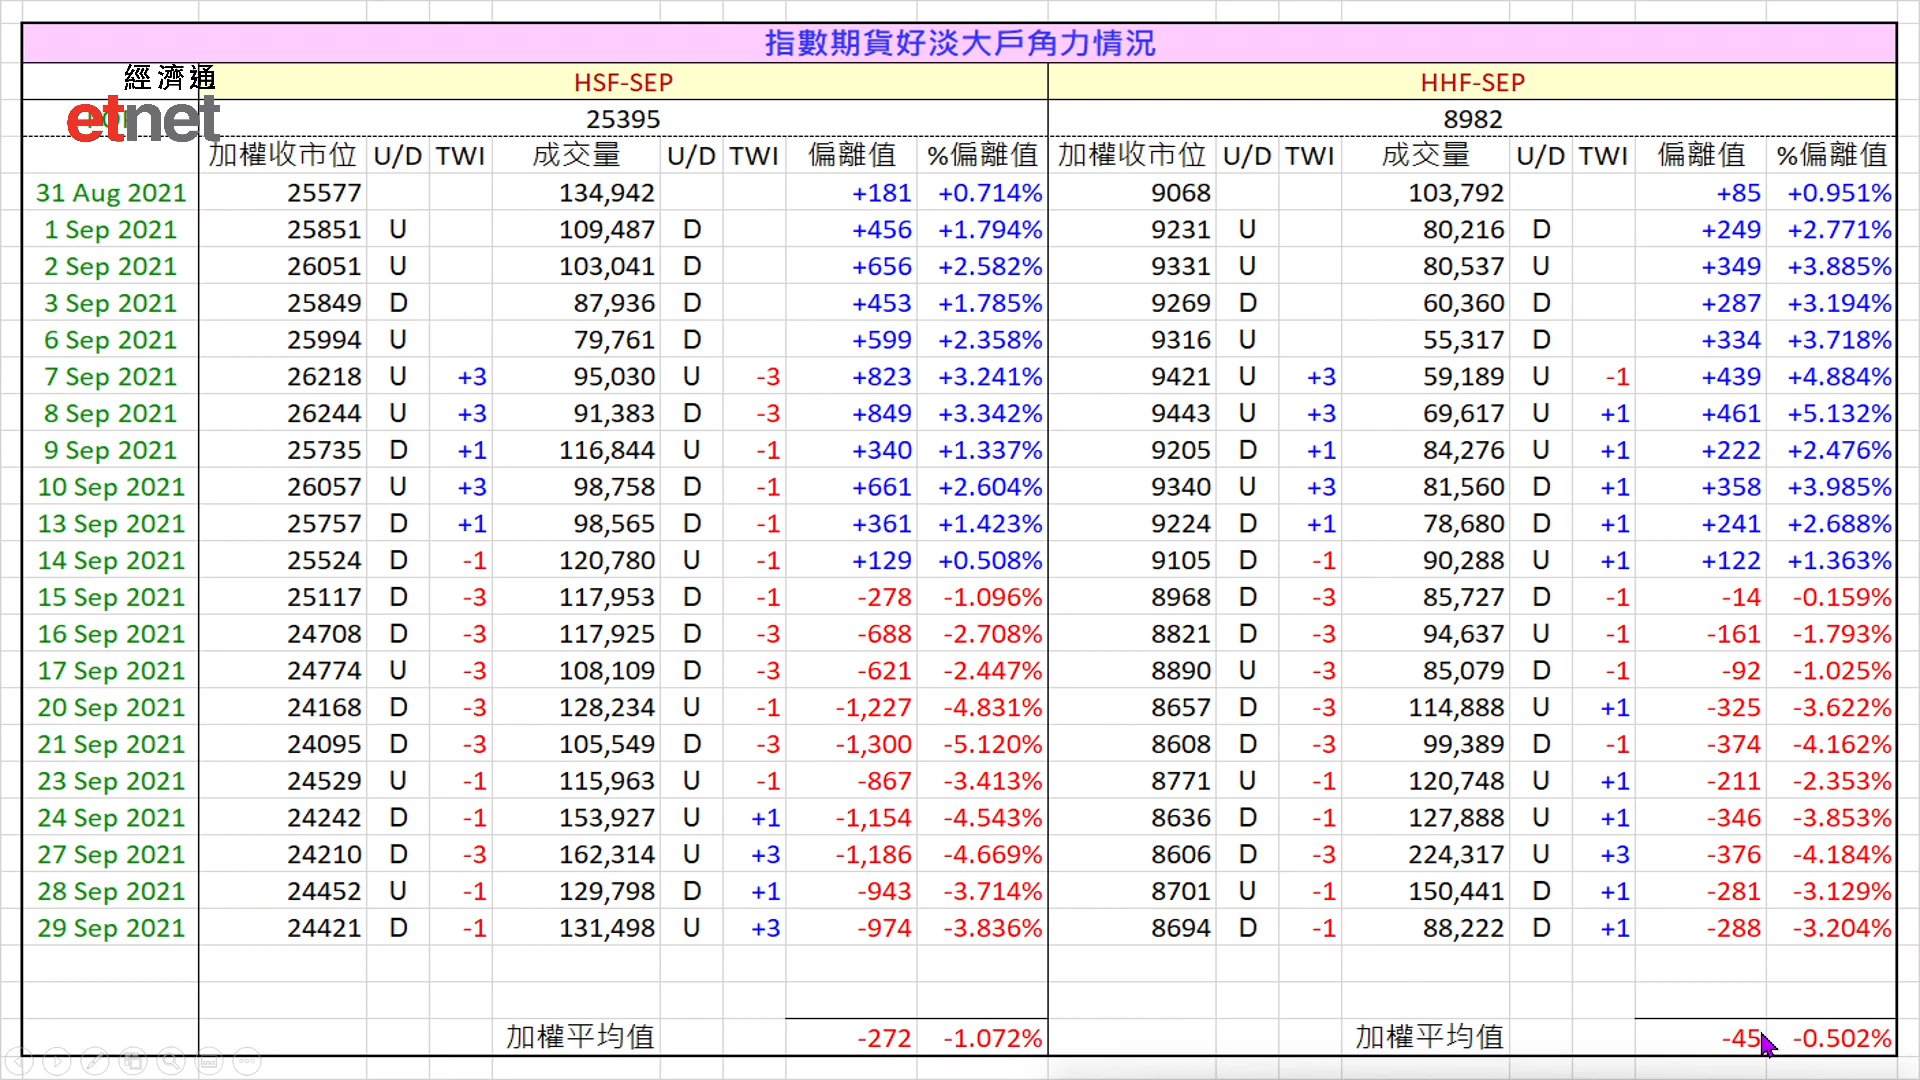 指數期貨好淡大戶角力情況
經濟通
etnet
HSF-SEP HHF-SEP
25395 8982
加權收市位 U/D TWI 成交量 U/D TWI 偏離值 %偏離值 加權收市位 U/D TWI 成交量 U/D TWI 偏離值 %偏離值
31 Aug 2021 25577 134,942 +181 +0.714% 9068 103,792 +85 +0.951%
1 Sep 2021 25851 U 109,487 D +456 +1.794% 9231 U 80,216 D +249 +2.771%
2 Sep 2021 26051 U 103,041 D +656 +2.582% 9331 U 80,537 U +349 +3.885%
3 Sep 2021 25849 D 87,936 D +453 +1.785% 9269 D 60,360 D +287 +3.194%
6 Sep 2021 25994 U 79,761 D +599 +2.358% 9316 U 55,317 D +334 +3.718%
7 Sep 2021 26218 U +3 95,030 U -3 +823 +3.241% 9421 U +3 59,189 U -1 +439 +4.884%
8 Sep 2021 26244 U +3 91,383 D -3 +849 +3.342% 9443 U +3 69,617 U +1 +461 +5.132%
9 Sep 2021 25735 D +1 116,844 U -1 +340 +1.337% 9205 D +1 84,276 U +1 +222 +2.476%
10 Sep 2021 26057 U +3 98,758 D -1 +661 +2.604% 9340 U +3 81,560 D +1 +358 +3.985%
13 Sep 2021 25757 D +1 98,565 D -1 +361 +1.423% 9224 D +1 78,680 D +1 +241 +2.688%
14 Sep 2021 25524 D -1 120,780 U -1 +129 +0.508% 9105 D -1 90,288 U +1 +122 +1.363%
15 Sep 2021 25117 D -3 117,953 D -1 -278 -1.096% 8968 D -3 85,727 D -1 -14 -0.159%
16 Sep 2021 24708 D -3 117,925 D -3 -688 -2.708% 8821 D -3 94,637 U -1 -161 -1.793%
17 Sep 2021 24774 U -3 108,109 D -3 -621 -2.447% 8890 U -3 85,079 D -1 -92 -1.025%
20 Sep 2021 24168 D -3 128,234 U -1 -1,227 -4.831% 8657 D -3 114,888 U +1 -325 -3.622%
21 Sep 2021 24095 D -3 105,549 D -3 -1,300 -5.120% 8608 D -3 99,389 D -1 -374 -4.162%
23 Sep 2021 24529 U -1 115,963 U -1 -867 -3.413% 8771 U -1 120,748 U +1 -211 -2.353%
24 Sep 2021 24242 D -1 153,927 U +1 -1,154 -4.543% 8636 D -1 127,888 U +1 -346 -3.853%
27 Sep 2021 24210 D -3 162,314 U +3 -1,186 -4.669% 8606 D -3 224,317 U +3 -376 -4.184%
28 Sep 2021 24452 U -1 129,798 D +1 -943 -3.714% 8701 U -1 150,441 D +1 -281 -3.129%
29 Sep 2021 24421 D -1 131,498 U +3 -974 -3.836% 8694 D -1 88,222 D +1 -288 -3.204%
加權平均值 -272 -1.072% 加權平均值 -45 -0.502%